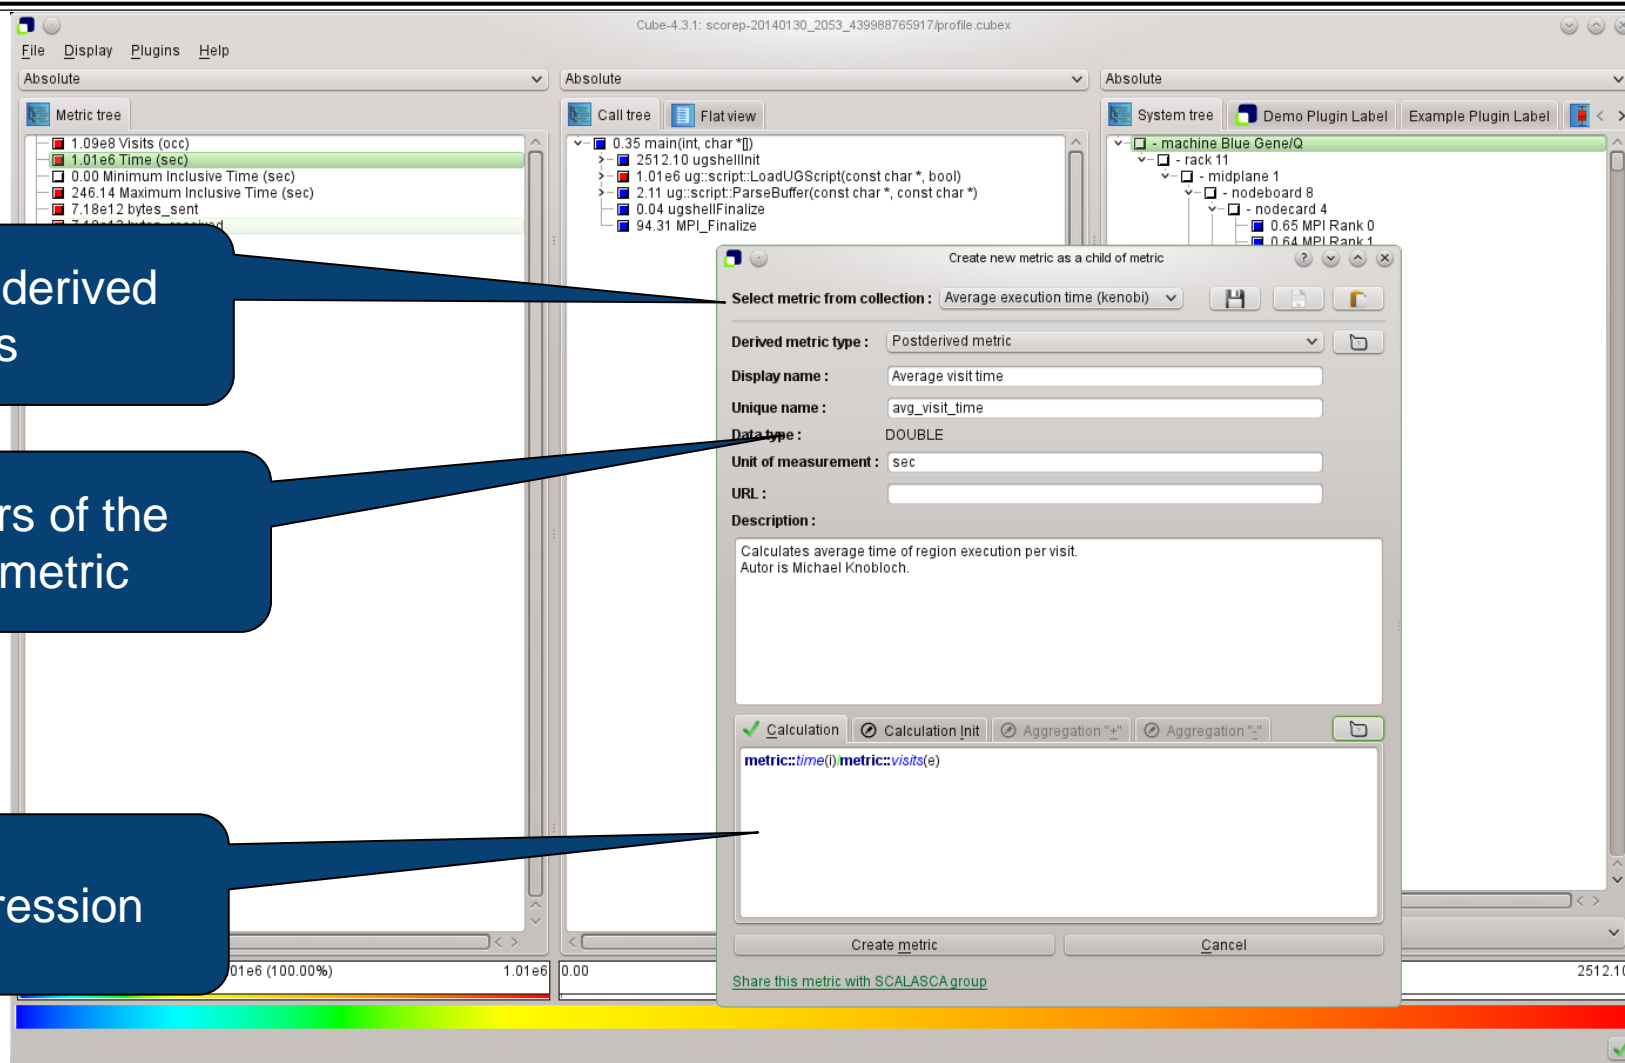 Cube-4.3.1: scorep-20140130_2053_439988765917/profile.cubex
File Display Plugins Help
Absolute
Absolute
Absolute
Metric tree
Call tree
Flat view
System tree
Demo Plugin Label
Example Plugin Label
1.09e8 Visits (occ)
1.01e6 Time (sec)
0.00 Minimum Inclusive Time (sec)
246.14 Maximum Inclusive Time (sec)
7.18e12 bytes_sent
7.18e12 bytes_received
0.35 main(int, char *[])
2512.10 ugshellInit
1.01e6 ug::script::LoadUGScript(const char *, bool)
2.11 ug::script::ParseBuffer(const char *, const char *)
0.04 ugshellFinalize
94.31 MPI_Finalize
- machine Blue Gene/Q
- rack 11
- midplane 1
- nodeboard 8
- nodecard 4
0.65 MPI Rank 0
0.64 MPI Rank 1
derived
s
rs of the
metric
ression
Create new metric as a child of metric
Select metric from collection : Average execution time (kenobi)
Derived metric type : Postderived metric
Display name : Average visit time
Unique name : avg_visit_time
Data type : DOUBLE
Unit of measurement : sec
URL :
Description :
Calculates average time of region execution per visit.
Autor is Michael Knobloch.
Calculation
Calculation Init
Aggregation "+"
Aggregation "-"
metric::time(i)/metric::visits(e)
Create metric
Cancel
Share this metric with SCALASCA group
01e6 (100.00%)
1.01e6
0.00
2512.10